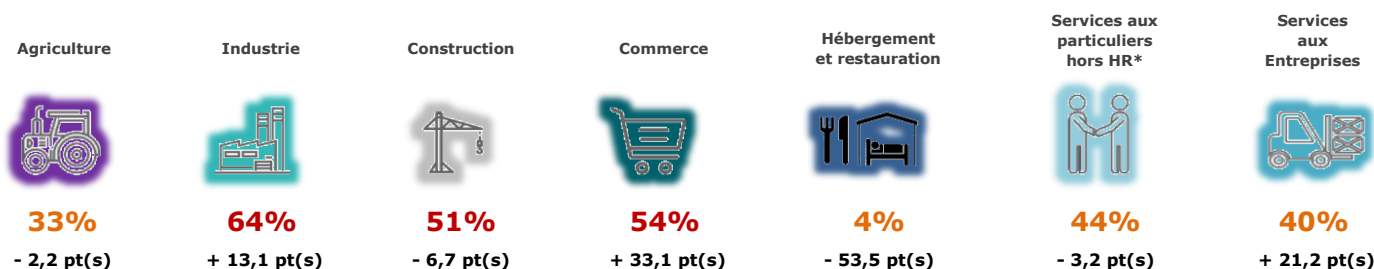 Agriculture
Industrie
Construction
Commerce
Hébergement
et restauration
Services aux
particuliers
hors HR*
Services
aux
Entreprises
33%
64%
51%
54%
4%
44%
40%
- 2,2 pt(s)
+ 13,1 pt(s)
- 6,7 pt(s)
+ 33,1 pt(s)
- 53,5 pt(s)
- 3,2 pt(s)
+ 21,2 pt(s)